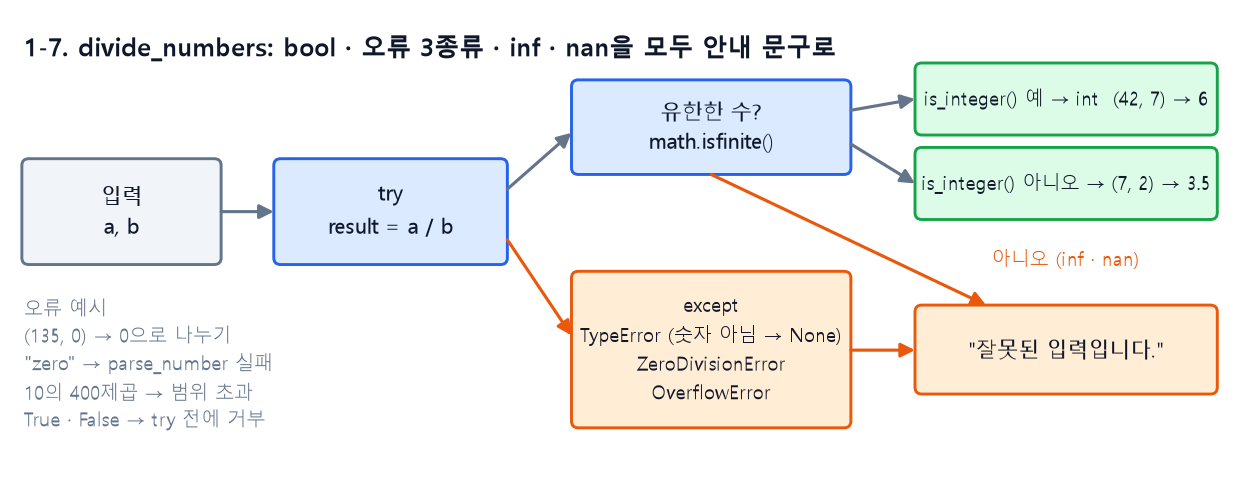 1-7. divide_numbers: bool · 오류 3종류 · inf · nan을 모두 안내 문구로
입력
a, b
try
result = a / b
유한한 수?
math.isfinite()
is_integer() 예 → int  (42, 7) → 6
is_integer() 아니오 → (7, 2) → 3.5
아니오 (inf · nan)
except
TypeError (숫자 아님 → None)
ZeroDivisionError
OverflowError
"잘못된 입력입니다."
오류 예시
(135, 0) → 0으로 나누기
"zero" → parse_number 실패
10의 400제곱 → 범위 초과
True · False → try 전에 거부